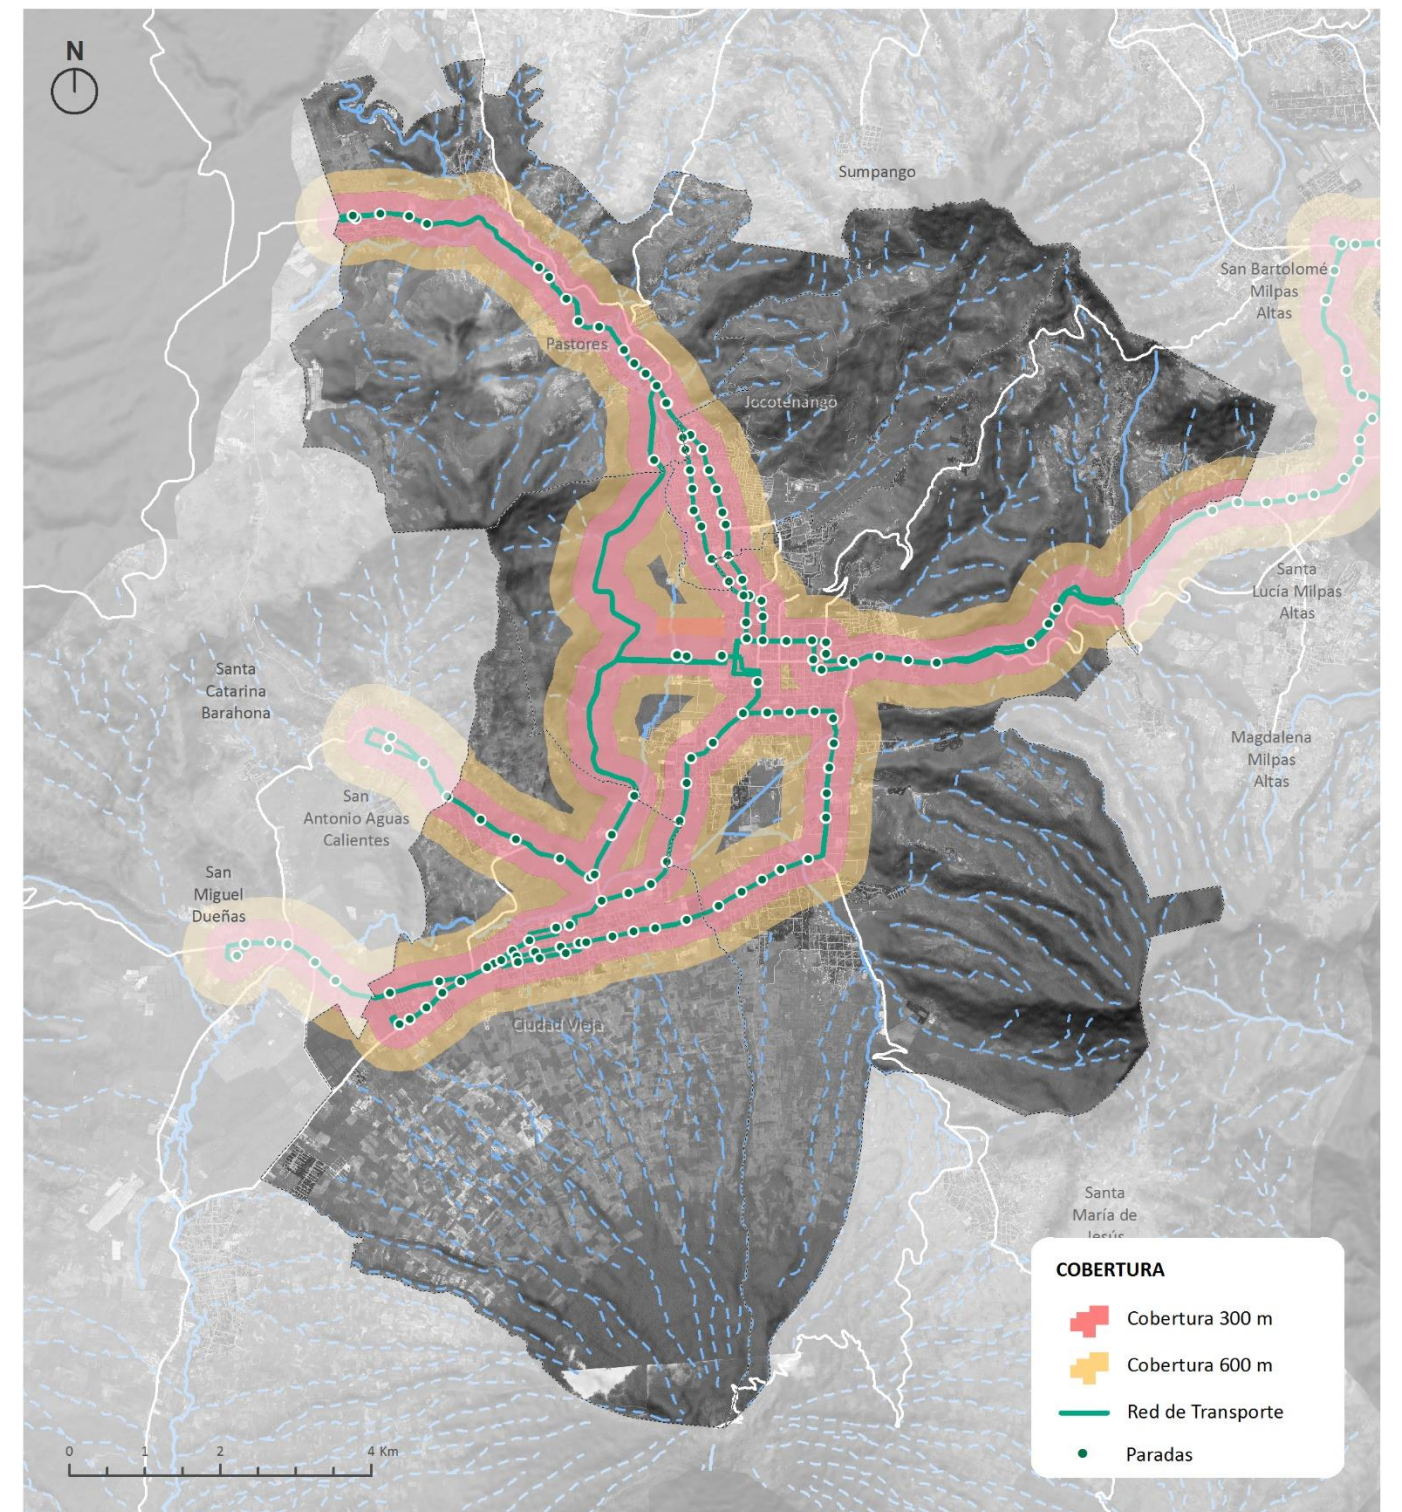 N
Sumpango
San Bartolomé
Milpas
Altas
Pastores
Jocotenango
Santa
Lucía Milpas
Altas
Santa
Catarina
Barahona
Magdalena
Milpas
Altas
San
Antonio Aguas
Calientes
San
Miguel
Dueñas
Ciudad Vieja
Santa
María de
Jesús
COBERTURA
Cobertura 300 m
Cobertura 600 m
Red de Transporte
Paradas
0 1 2 4 Km